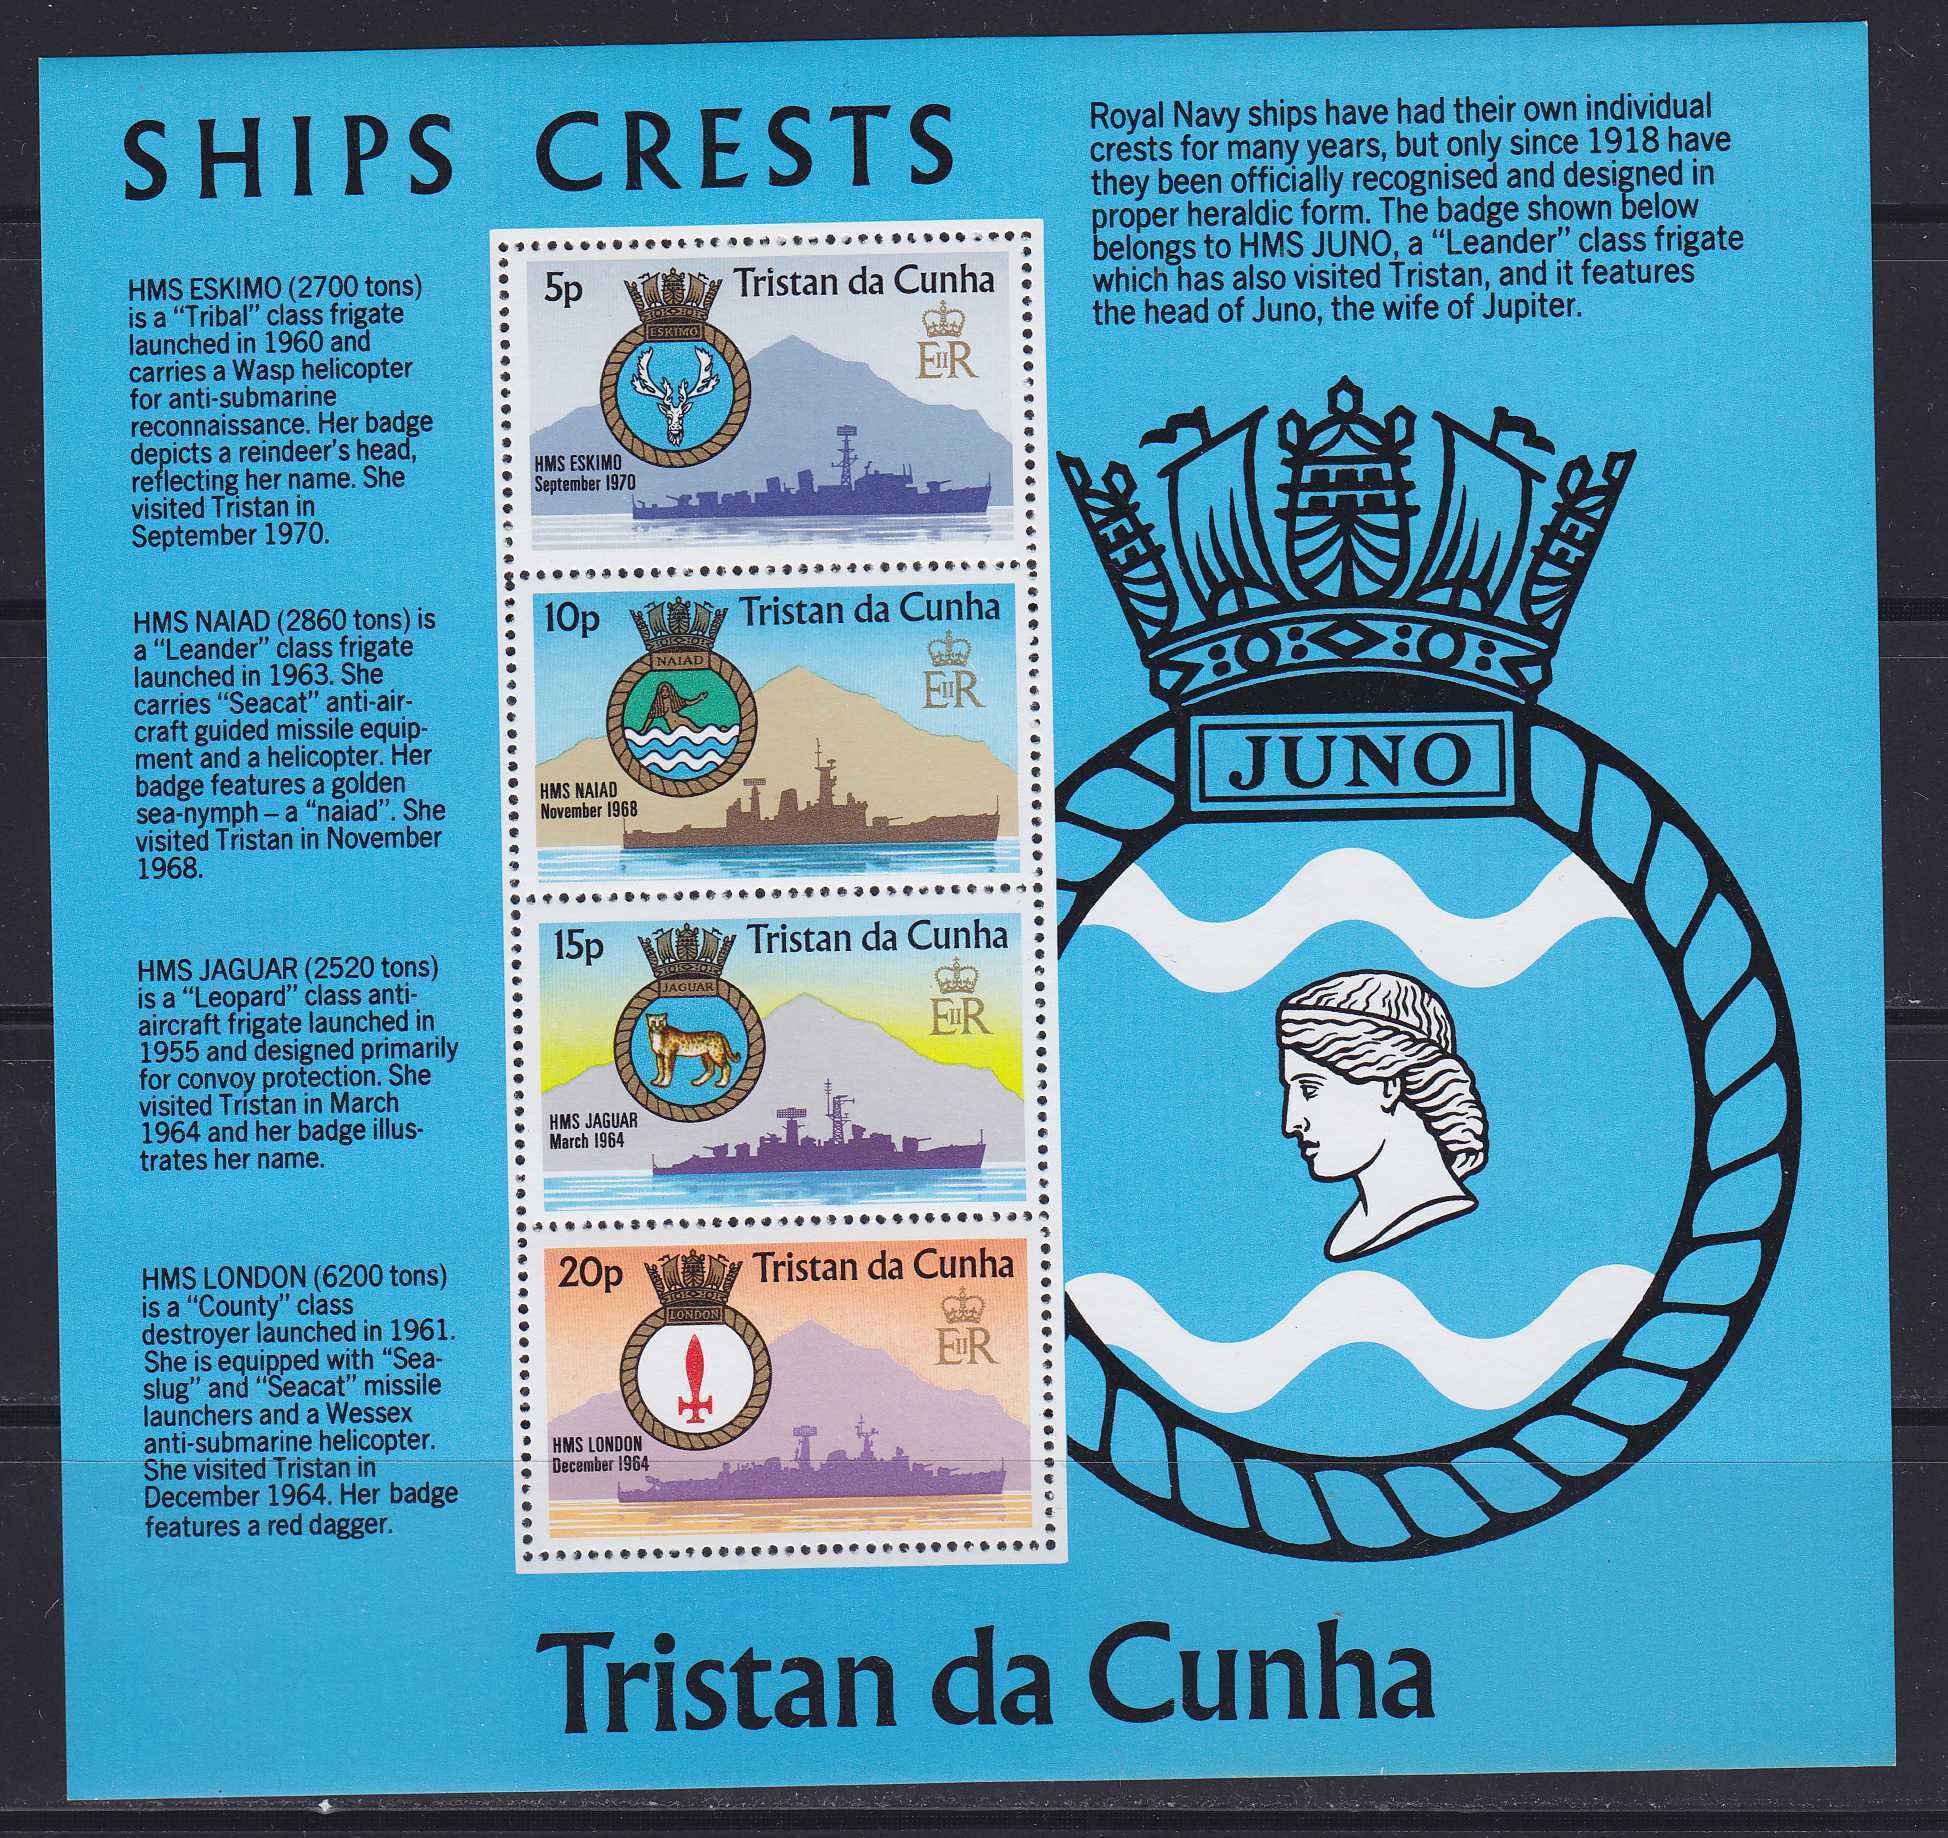 SHIPS CRESTS
Royal Navy ships have had their own individual
crests for many years, but only since 1918 have
they been officially recognised and designed in
proper heraldic form. The badge shown below
belongs to HMS JUNO, a “Leander” class frigate
which has also visited Tristan, and it features
the head of Juno, the wife of Jupiter.
HMS ESKIMO (2700 tons)
is a “Tribal” class frigate
launched in 1960 and
carries a Wasp helicopter
for anti-submarine
reconnaissance. Her badge
depicts a reindeer’s head,
reflecting her name. She
visited Tristan in
September 1970.
HMS NAIAD (2860 tons) is
a “Leander” class frigate
launched in 1963. She
carries “Seacat” anti-air-
craft guided missile equip-
ment and a helicopter. Her
badge features a golden
sea-nymph – a “naiad”. She
visited Tristan in November
1968.
HMS JAGUAR (2520 tons)
is a “Leopard” class anti-
aircraft frigate launched in
1955 and designed primarily
for convoy protection. She
visited Tristan in March
1964 and her badge illus-
trates her name.
HMS LONDON (6200 tons)
is a “County” class
destroyer launched in 1961.
She is equipped with “Sea-
slug” and “Seacat” missile
launchers and a Wessex
anti-submarine helicopter.
She visited Tristan in
December 1964. Her badge
features a red dagger.
5p Tristan da Cunha
ESKIMO
EIIR
HMS ESKIMO
September 1970
10p Tristan da Cunha
NAIAD
EIIR
HMS NAIAD
November 1968
15p Tristan da Cunha
JAGUAR
EIIR
HMS JAGUAR
March 1964
20p Tristan da Cunha
LONDON
EIIR
HMS LONDON
December 1964
JUNO
Tristan da Cunha